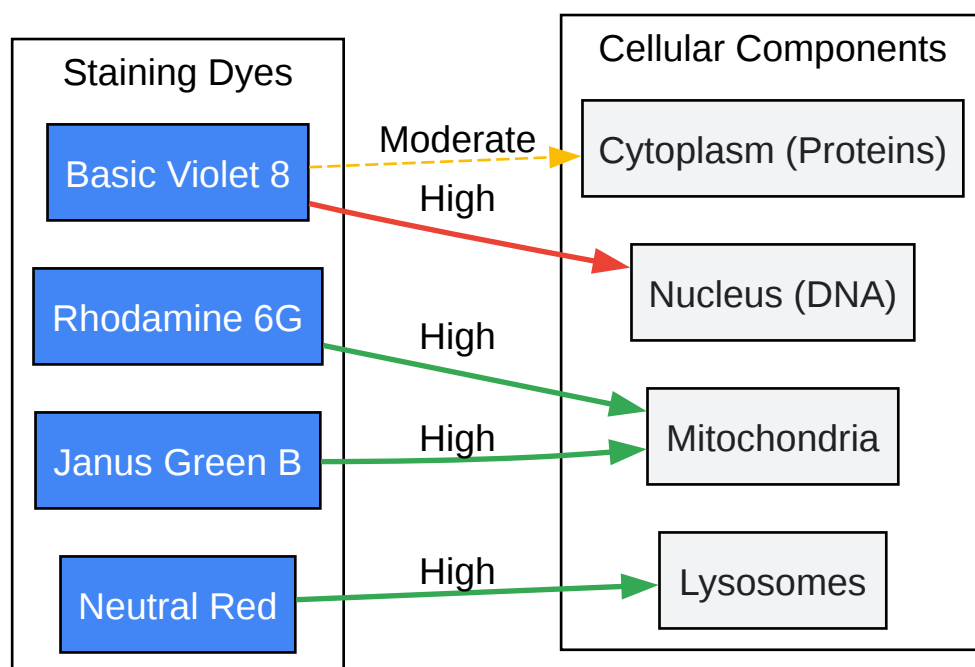 Staining Dyes
Basic Violet 8
Rhodamine 6G
Janus Green B
Neutral Red
Moderate
High
High
High
High
Cellular Components
Cytoplasm (Proteins)
Nucleus (DNA)
Mitochondria
Lysosomes